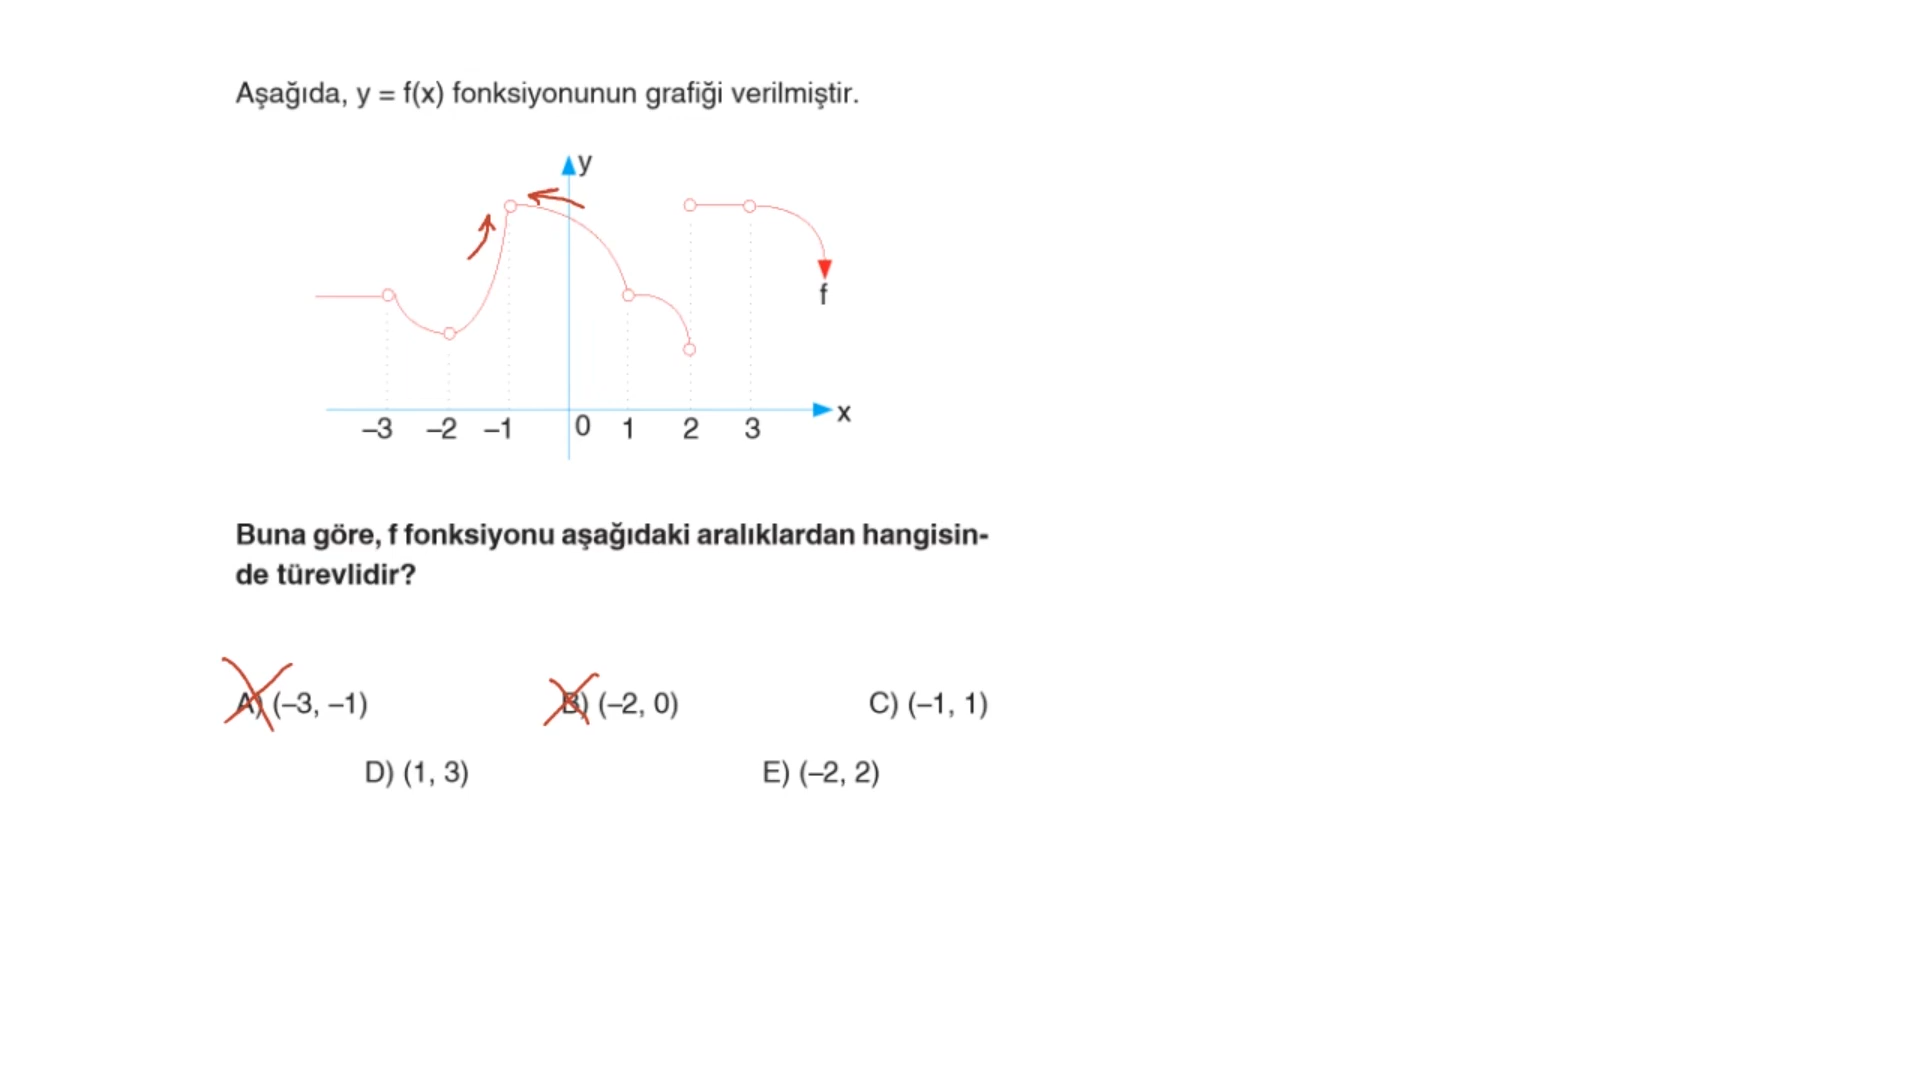 Aşağıda, y = f(x) fonksiyonunun grafiği verilmiştir.
y
f
x
–3 –2 –1 0 1 2 3
Buna göre, f fonksiyonu aşağıdaki aralıklardan hangisin-
de türevlidir?
A) (–3, –1) B) (–2, 0) C) (–1, 1)
D) (1, 3) E) (–2, 2)